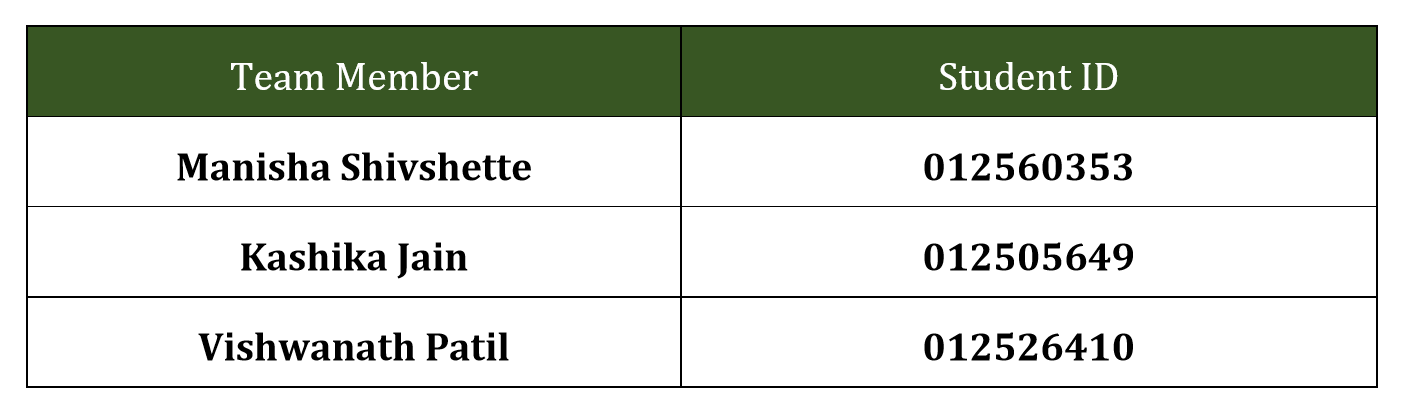 Team Member Student ID
Manisha Shivshette 012560353
Kashika Jain 012505649
Vishwanath Patil 012526410